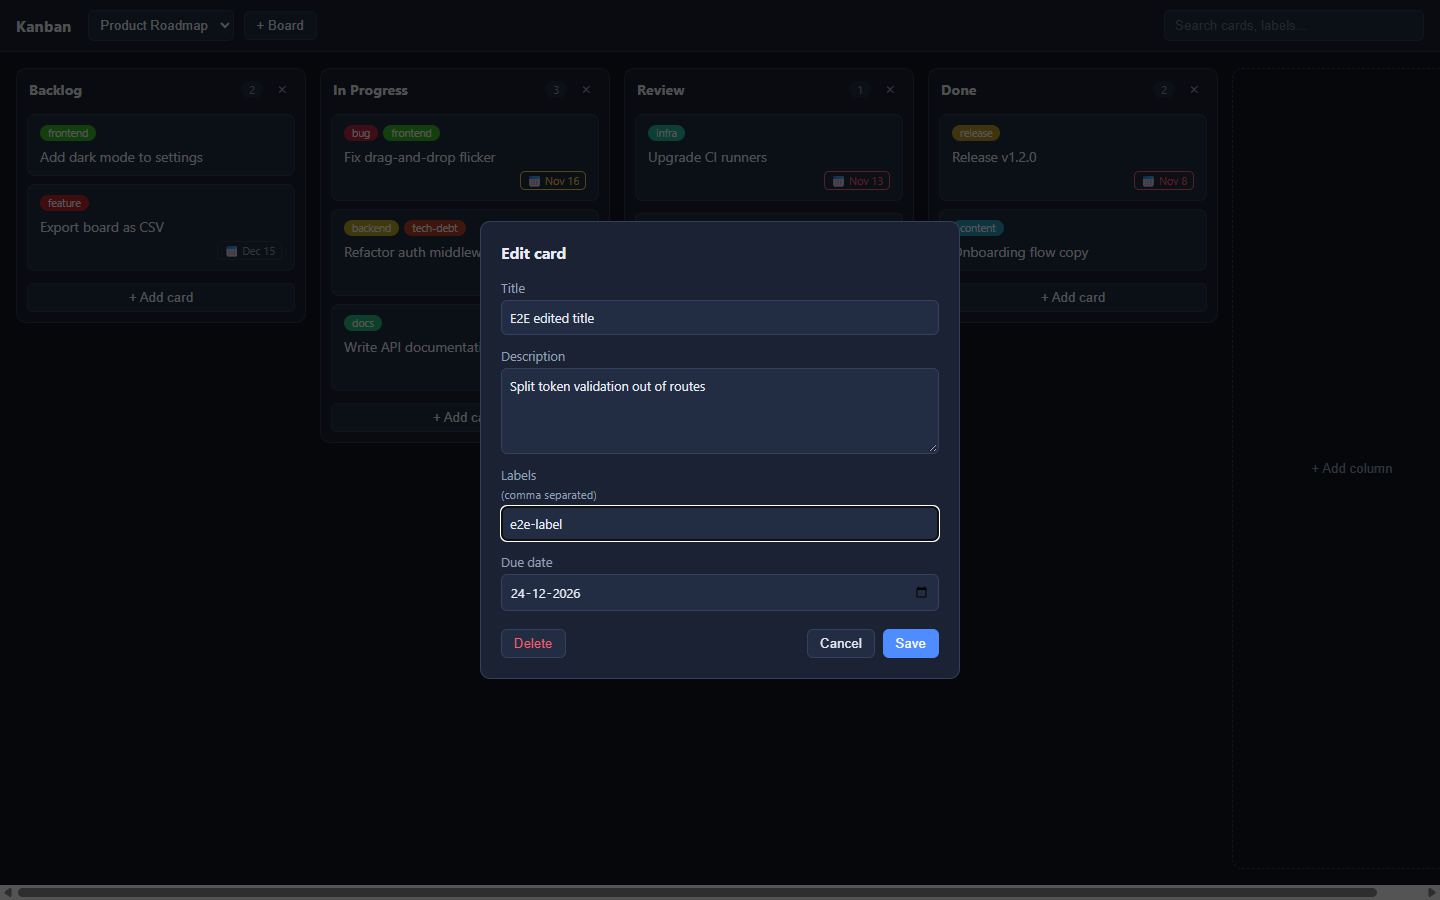 Kanban
Product Roadmap
+ Board
Search cards, labels...
Backlog
2
×
frontend
Add dark mode to settings
feature
Export board as CSV
Dec 15
+ Add card
In Progress
3
×
bug frontend
Fix drag-and-drop flicker
Nov 16
backend tech-debt
Refactor auth middlew
docs
Write API documentati
+ Add ca
Review
1
×
infra
Upgrade CI runners
Nov 13
Done
2
×
release
Release v1.2.0
Nov 8
content
Onboarding flow copy
+ Add card
+ Add column
Edit card
Title
E2E edited title
Description
Split token validation out of routes
Labels
(comma separated)
e2e-label
Due date
24-12-2026
Delete
Cancel
Save